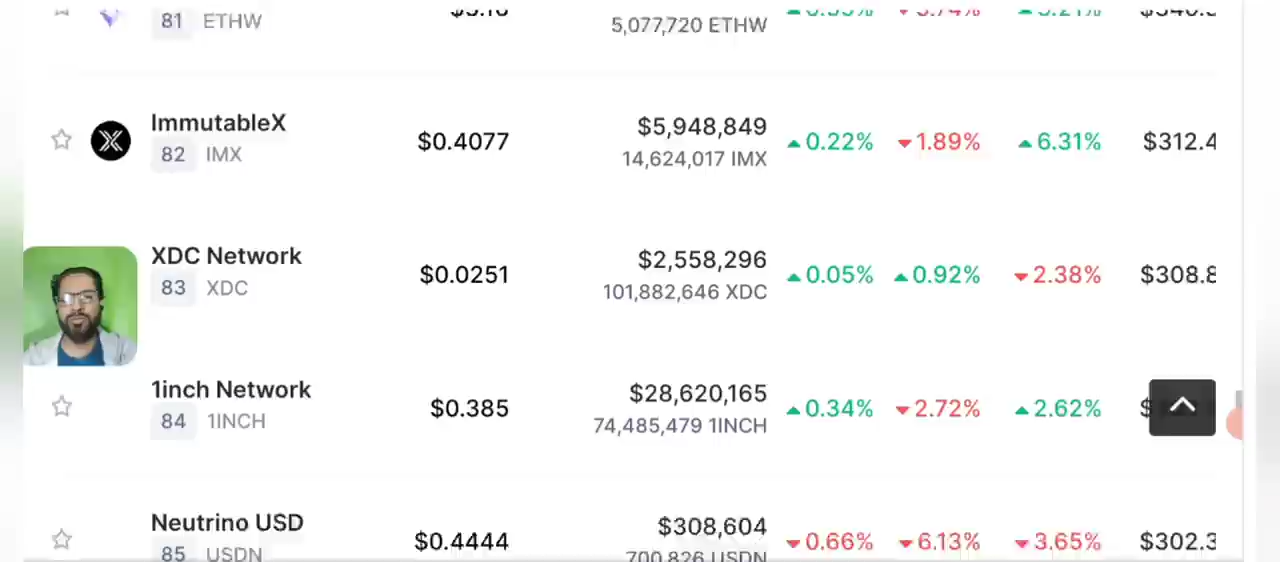 81 ETHW 5,077,720 ETHW
ImmutableX $5,948,849
$0.4077 0.22% 1.89% 6.31% $312.4
82 IMX 14,624,017 IMX
XDC Network $2,558,296
$0.0251 0.05% 0.92% 2.38% $308.8
83 XDC 101,882,646 XDC
1inch Network $28,620,165
$0.385 0.34% 2.72% 2.62% $
84 1INCH 74,485,479 1INCH
Neutrino USD $308,604
$0.4444 0.66% 6.13% 3.65% $302.3
85 USDN 700,826 USDN